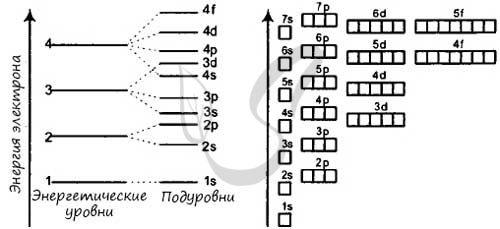 Энергия электрона
4
3
2
1
Энергетические
уровни
4f
4d
4p
3d
4s
3p
3s
2p
2s
1s
Подуровни
7p
7s
6d
5f
6p
6s
5d
4f
5p
5s
4d
4p
4s
3d
3p
3s
2p
2s
1s